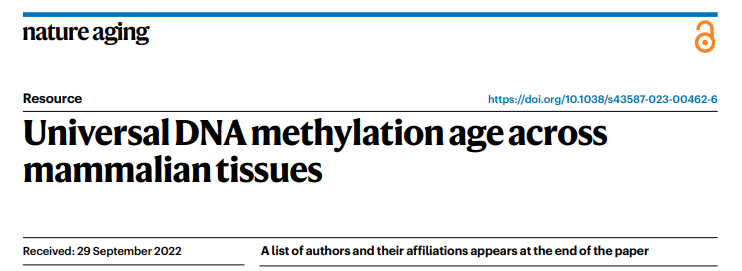 nature aging
Resource
https://doi.org/10.1038/s43587-023-00462-6
Universal DNA methylation age across
mammalian tissues
Received: 29 September 2022
A list of authors and their affiliations appears at the end of the paper